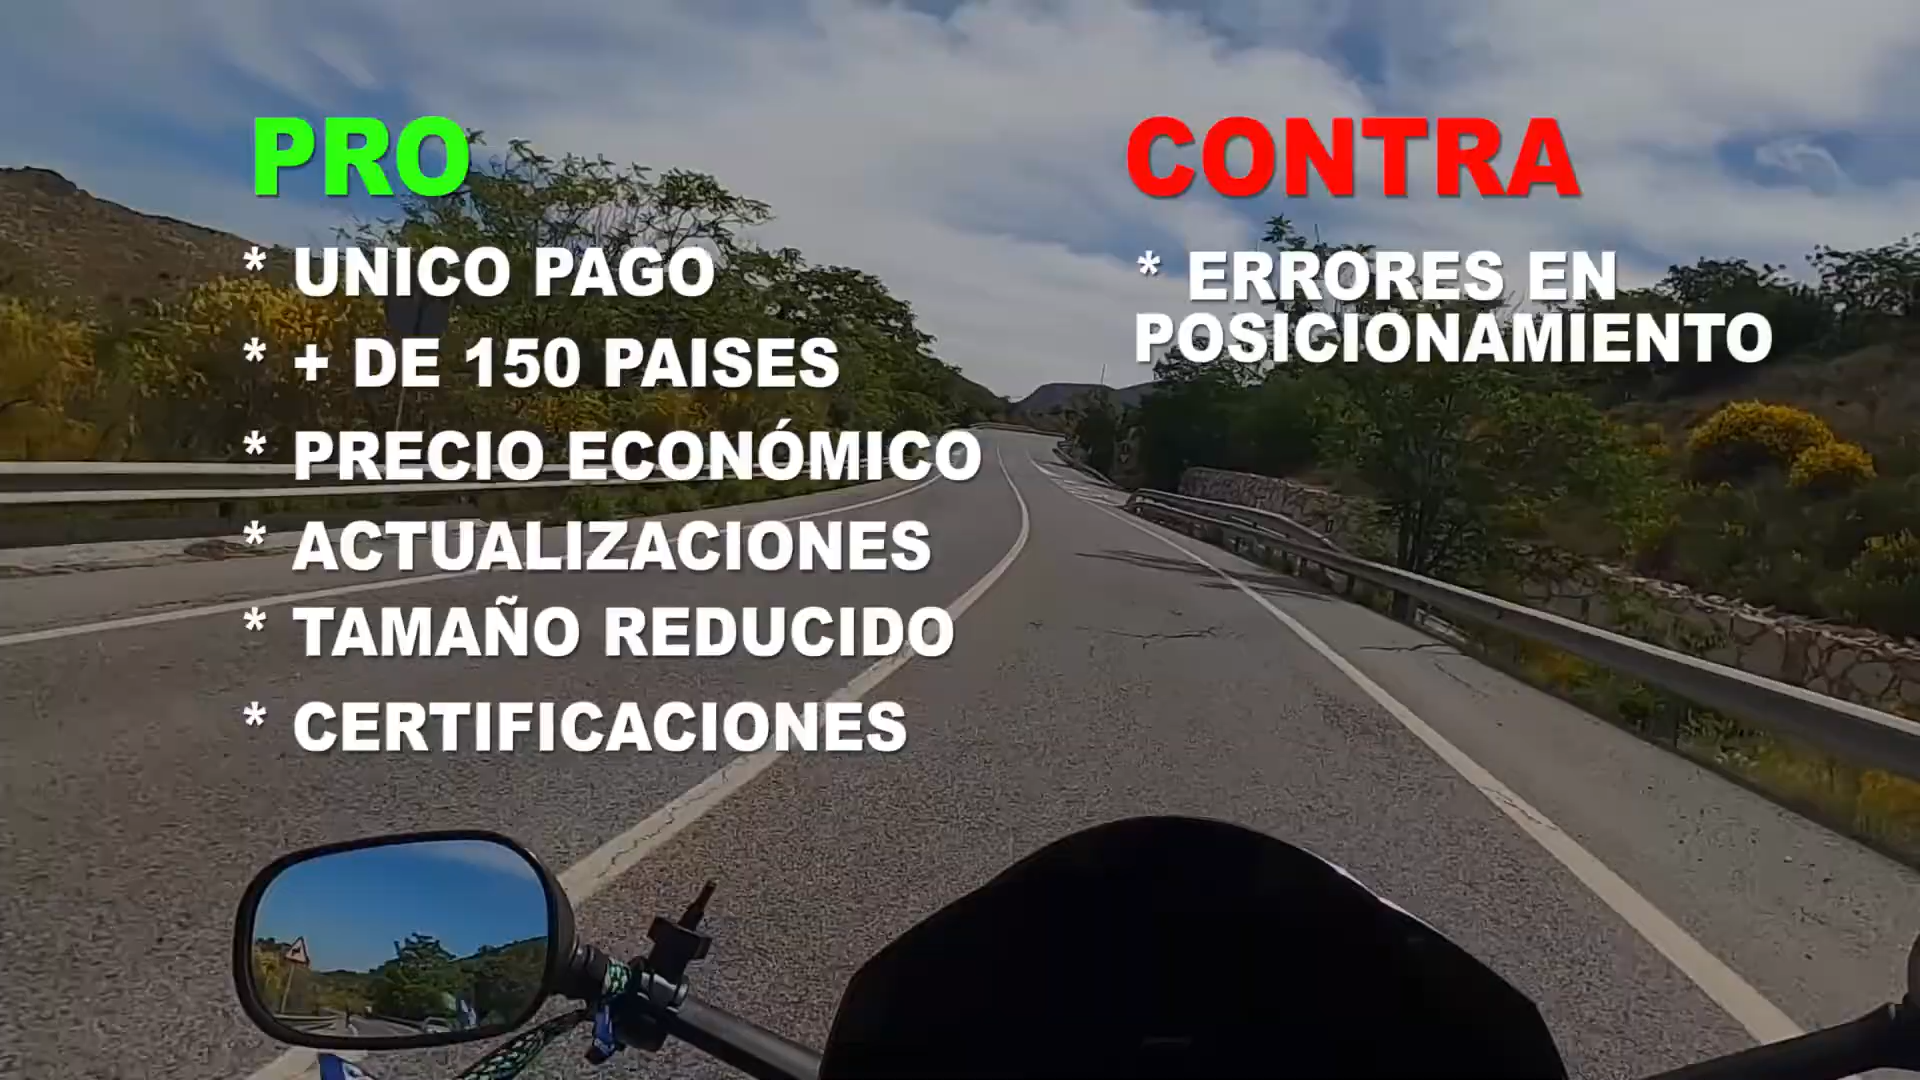 PRO
* UNICO PAGO
* + DE 150 PAISES
* PRECIO ECONÓMICO
* ACTUALIZACIONES
* TAMAÑO REDUCIDO
* CERTIFICACIONES
CONTRA
* ERRORES EN
POSICIONAMIENTO